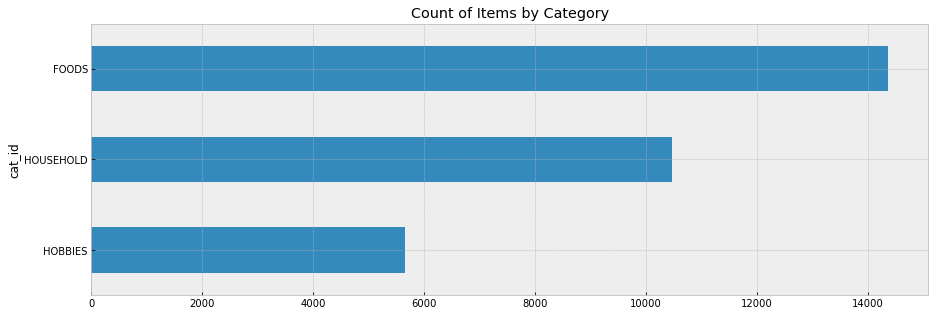 Count of Items by Category
cat_id
FOODS
HOUSEHOLD
HOBBIES
0 2000 4000 6000 8000 10000 12000 14000